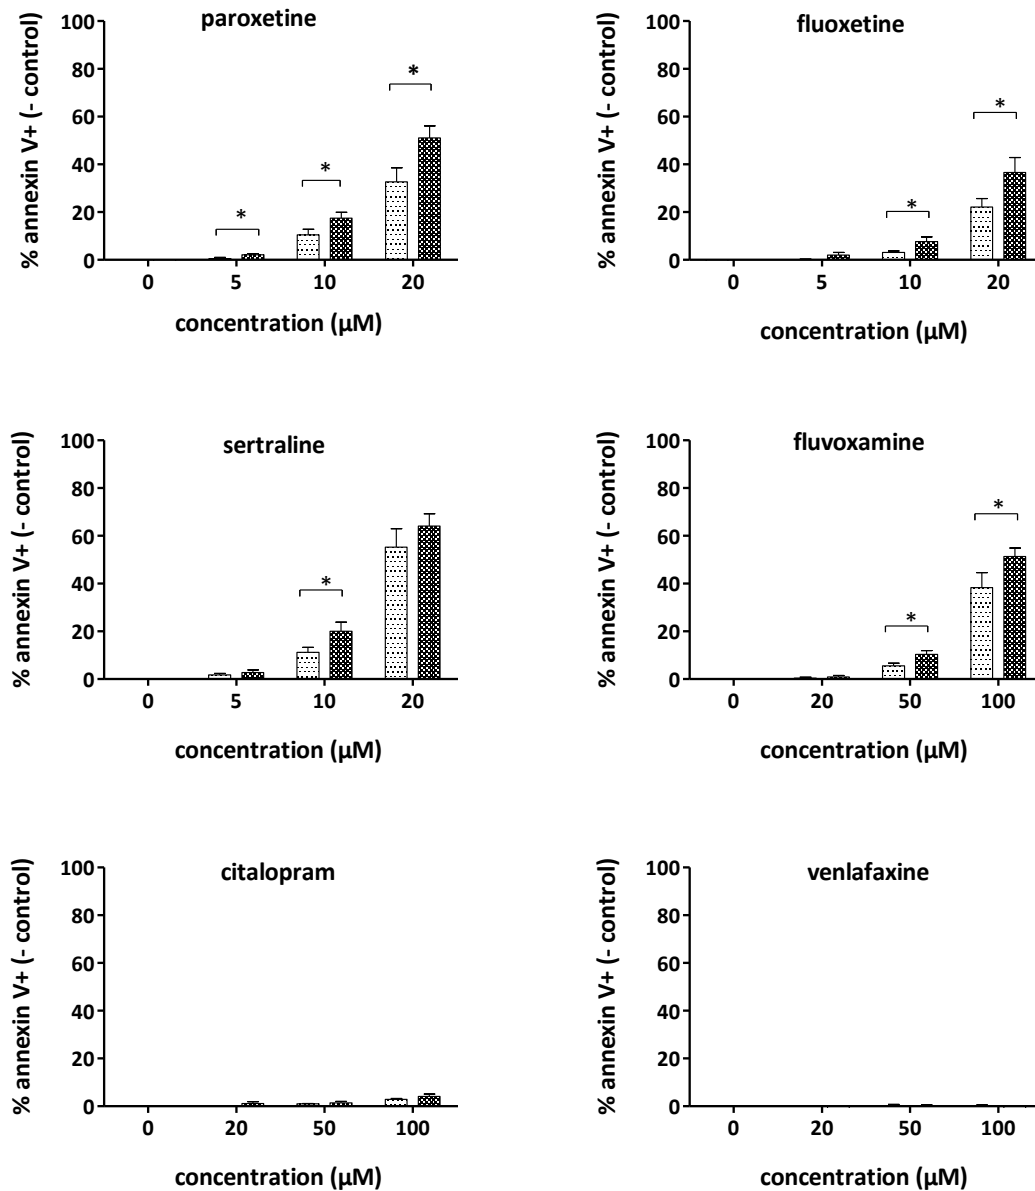 paroxetine
% annexin V+ (- control)
100
80
60
40
20
0
*
*
*
0 5 10 20
concentration (µM)
fluoxetine
% annexin V+ (- control)
100
80
60
40
20
0
*
*
0 5 10 20
concentration (µM)
sertraline
% annexin V+ (- control)
100
80
60
40
20
0
*
0 5 10 20
concentration (µM)
fluvoxamine
% annexin V+ (- control)
100
80
60
40
20
0
*
*
0 20 50 100
concentration (µM)
citalopram
% annexin V+ (- control)
100
80
60
40
20
0
0 20 50 100
concentration (µM)
venlafaxine
% annexin V+ (- control)
100
80
60
40
20
0
0 20 50 100
concentration (µM)